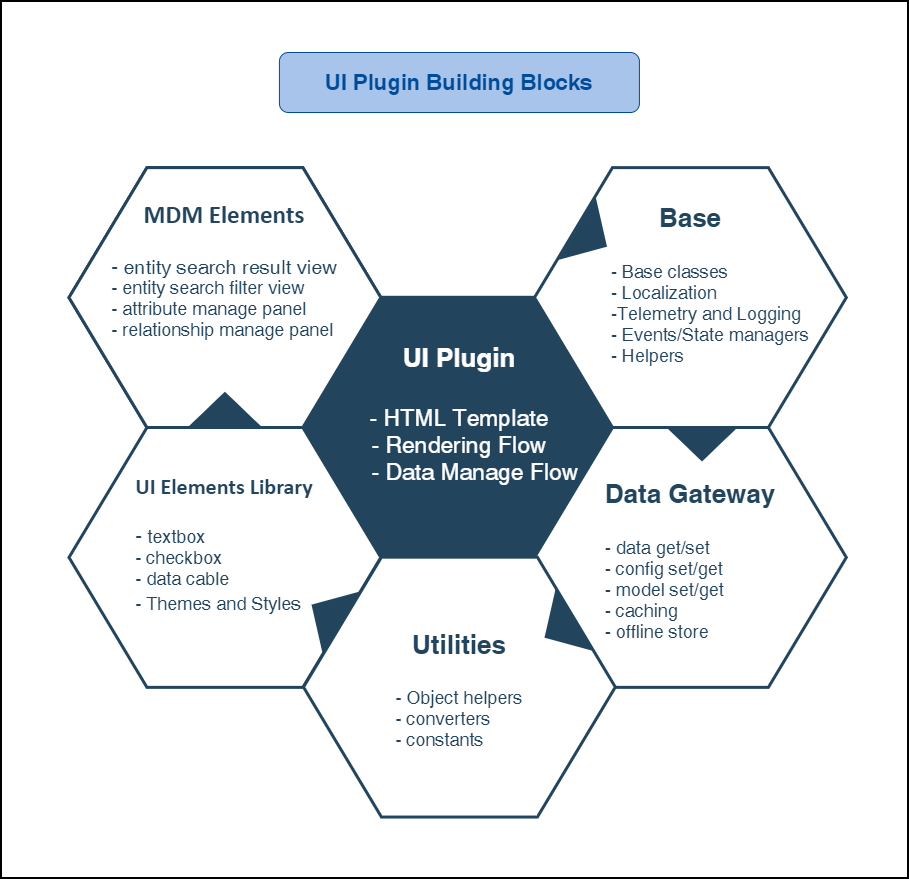 UI Plugin Building Blocks
MDM Elements
- entity search result view
- entity search filter view
- attribute manage panel
- relationship manage panel
Base
- Base classes
- Localization
-Telemetry and Logging
- Events/State managers
- Helpers
UI Plugin
- HTML Template
- Rendering Flow
- Data Manage Flow
UI Elements Library
- textbox
- checkbox
- data cable
- Themes and Styles
Data Gateway
- data get/set
- config set/get
- model set/get
- caching
- offline store
Utilities
- Object helpers
- converters
- constants